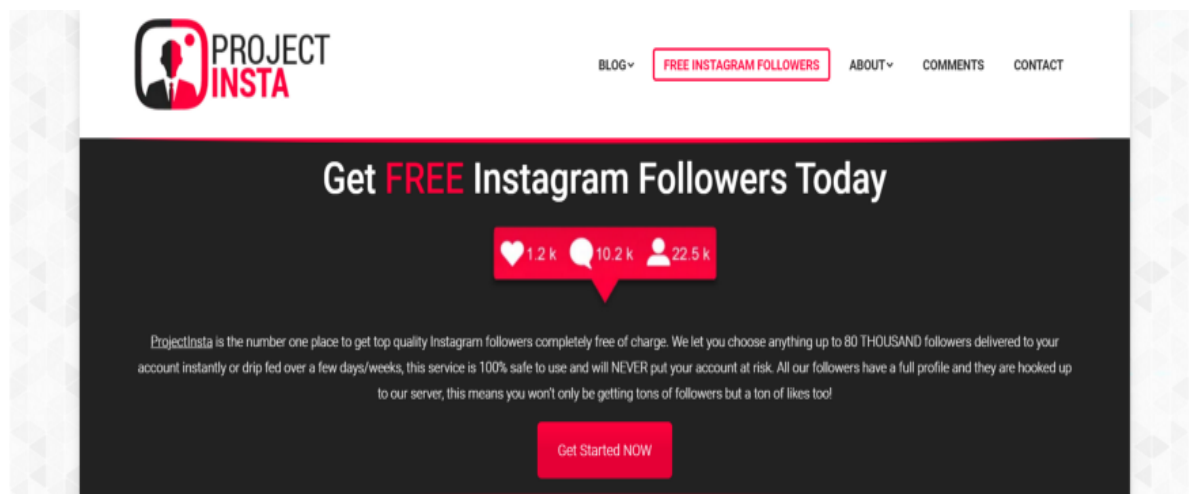 PROJECT
INSTA
BLOG
FREE INSTAGRAM FOLLOWERS
ABOUT
COMMENTS
CONTACT
Get FREE Instagram Followers Today
1.2 k 10.2 k 22.5 k
ProjectInsta is the number one place to get top quality Instagram followers completely free of charge. We let you choose anything up to 80 THOUSAND followers delivered to your
account instantly or drip fed over a few days/weeks, this service is 100% safe to use and will NEVER put your account at risk. All our followers have a full profile and they are hooked up
to our server, this means you won't only be getting tons of followers but a ton of likes too!
Get Started NOW